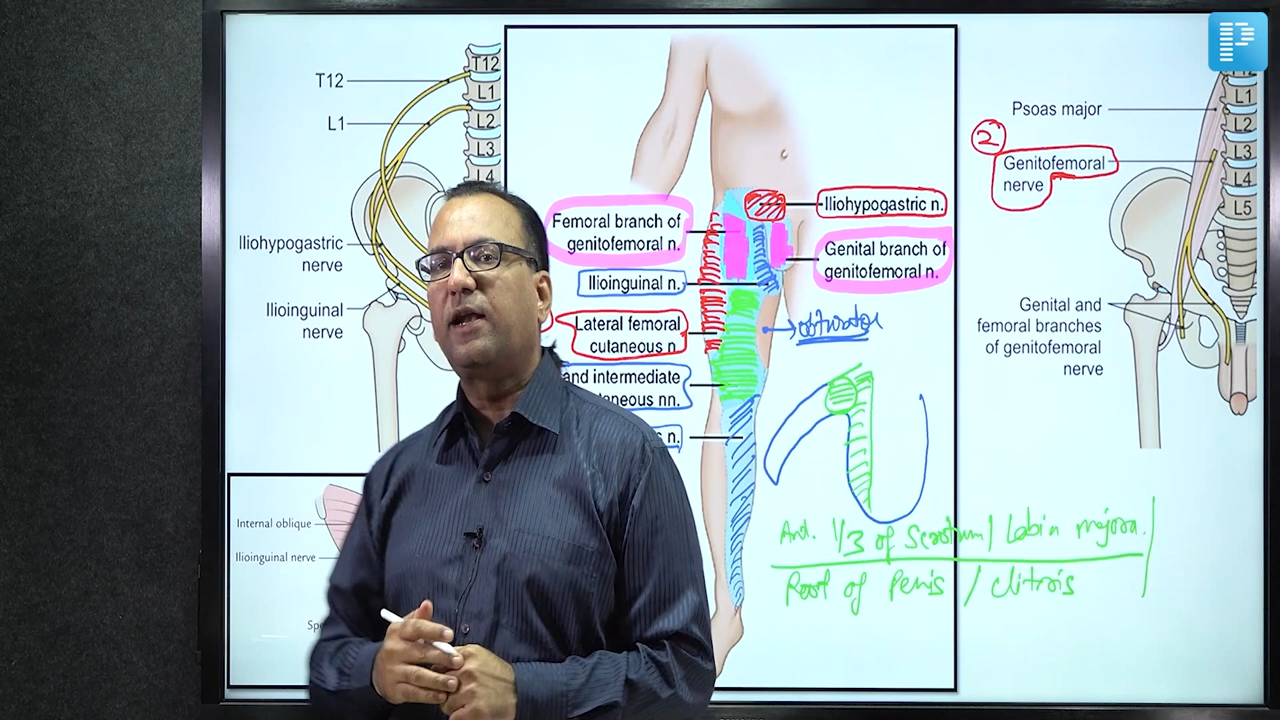 T12
L1
Iliohypogastric
nerve
Ilioinguinal
nerve
T12
L1
L2
L3
L4
Internal oblique
Ilioinguinal nerve
Femoral branch of
genitofemoral n.
Ilioinguinal n.
Lateral femoral
cutaneous n.
and intermediate
nn.
n.
Iliohypogastric n.
Genital branch of
genitofemoral n.
obturator
Ant. 1/3 of Scrotum / Labia majora.
Root of Penis / Clitoris
P
Psoas major
2
Genitofemoral
nerve
L1
L2
L3
L4
L5
Genital and
femoral branches
of genitofemoral
nerve